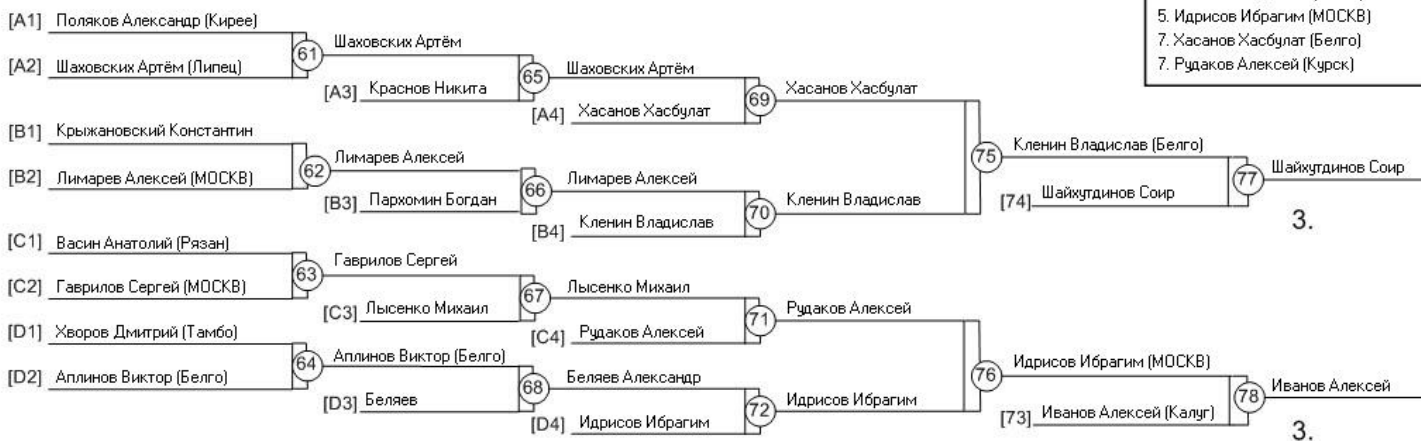 5. Идрисов Ибрагим (МОСКВ)
7. Хасанов Хасбулат (Белго)
7. Рудаков Алексей (Курск)
[A1] Поляков Александр (Кирее)
61
Шаховских Артём
[A2] Шаховских Артём (Липец)
65
Шаховских Артём
[A3] Краснов Никита
69
Хасанов Хасбулат
[A4] Хасанов Хасбулат
[B1] Крыжановский Константин
62
Лимарев Алексей
[B2] Лимарев Алексей (МОСКВ)
66
Лимарев Алексей
[B3] Пархомин Богдан
70
Кленин Владислав
[B4] Кленин Владислав
75
Кленин Владислав (Белго)
[74] Шайхутдинов Соир
77
Шайхутдинов Соир
3.
[C1] Васин Анатолий (Рязан)
63
Гаврилов Сергей
[C2] Гаврилов Сергей (МОСКВ)
67
Лысенко Михаил
[C3] Лысенко Михаил
71
Рудаков Алексей
[C4] Рудаков Алексей
[D1] Хворов Дмитрий (Тамбо)
64
Аплинов Виктор (Белго)
[D2] Аплинов Виктор (Белго)
68
Беляев Александр
[D3] Беляев
72
Идрисов Ибрагим
[D4] Идрисов Ибрагим
76
Идрисов Ибрагим (МОСКВ)
[73] Иванов Алексей (Калуг)
78
Иванов Алексей
3.